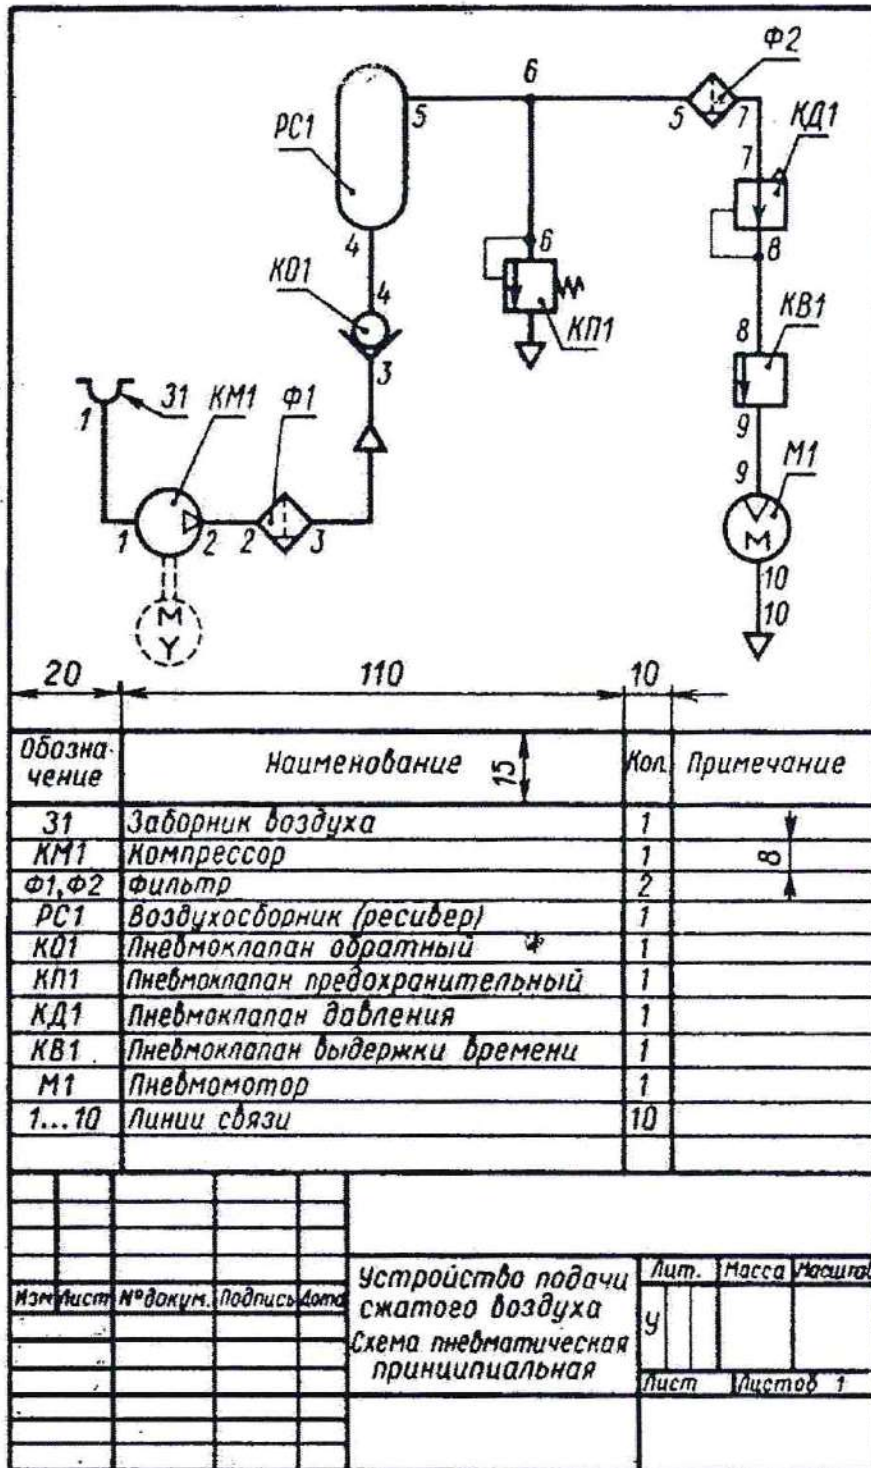 Ф2
6
5
5
7
КД1
РС1
7
4
6
8
КО1
4
КП1
8
КВ1
3
1
З1
КМ1
Ф1
9
9
М1
1
2
2
3
М
10
М
У
10
20
110
10
Обозна-
чение
Наименование
15
Кол.
Примечание
З1 Заборник воздуха 1
КМ1 Компрессор 1
8
Ф1,Ф2 Фильтр 2
РС1 Воздухосборник (ресивер) 1
КО1 Пневмоклапан обратный 1
КП1 Пневмоклапан предохранительный 1
КД1 Пневмоклапан давления 1
КВ1 Пневмоклапан выдержки времени 1
М1 Пневмомотор 1
1...10 Линии связи 10
Изм Лист №докум. Подпись Дата
Устройство подачи
сжатого воздуха
Схема пневматическая
принципиальная
Лит. Масса Масштаб
У
Лист Листов 1